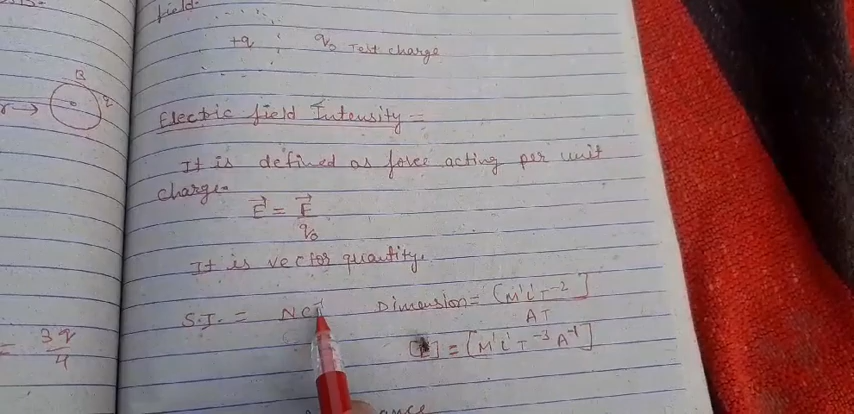 field.
+q q₀ Test charge
B
r→
Electric field Intensity =
It is defined as force acting per unit
charge.
E⃗ = F⃗/q₀
It is vector quantity.
S.I. = NC⁻¹ Dimension = [M¹L¹T⁻²]/AT
[E] = [M¹L¹T⁻³A⁻¹]
= 3q/4